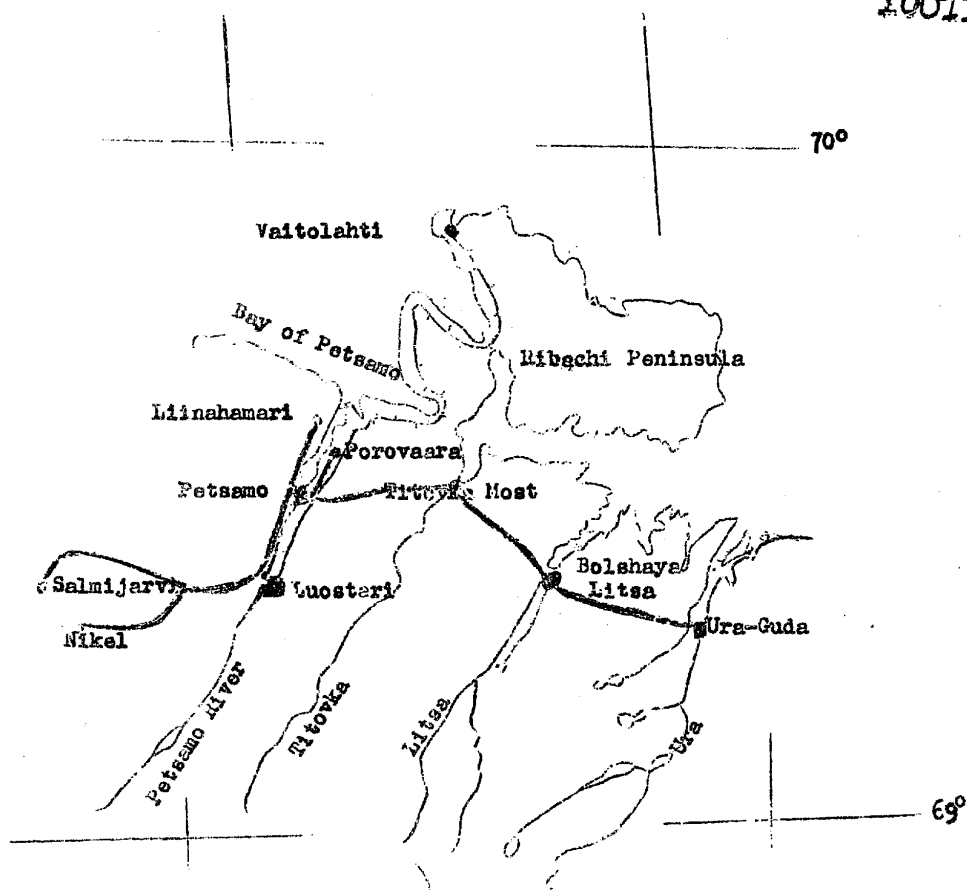 70°
Vaitolahti
Bay of Petsamo
Ribachi Peninsula
Liinahamari
Porovaara
Petsamo
Titovka Most
Bolshaya
Litsa
Salmijarvi
Luostari
Ura-Guda
Nikel
Petsamo River
Titovka
Litsa
Ura
69°